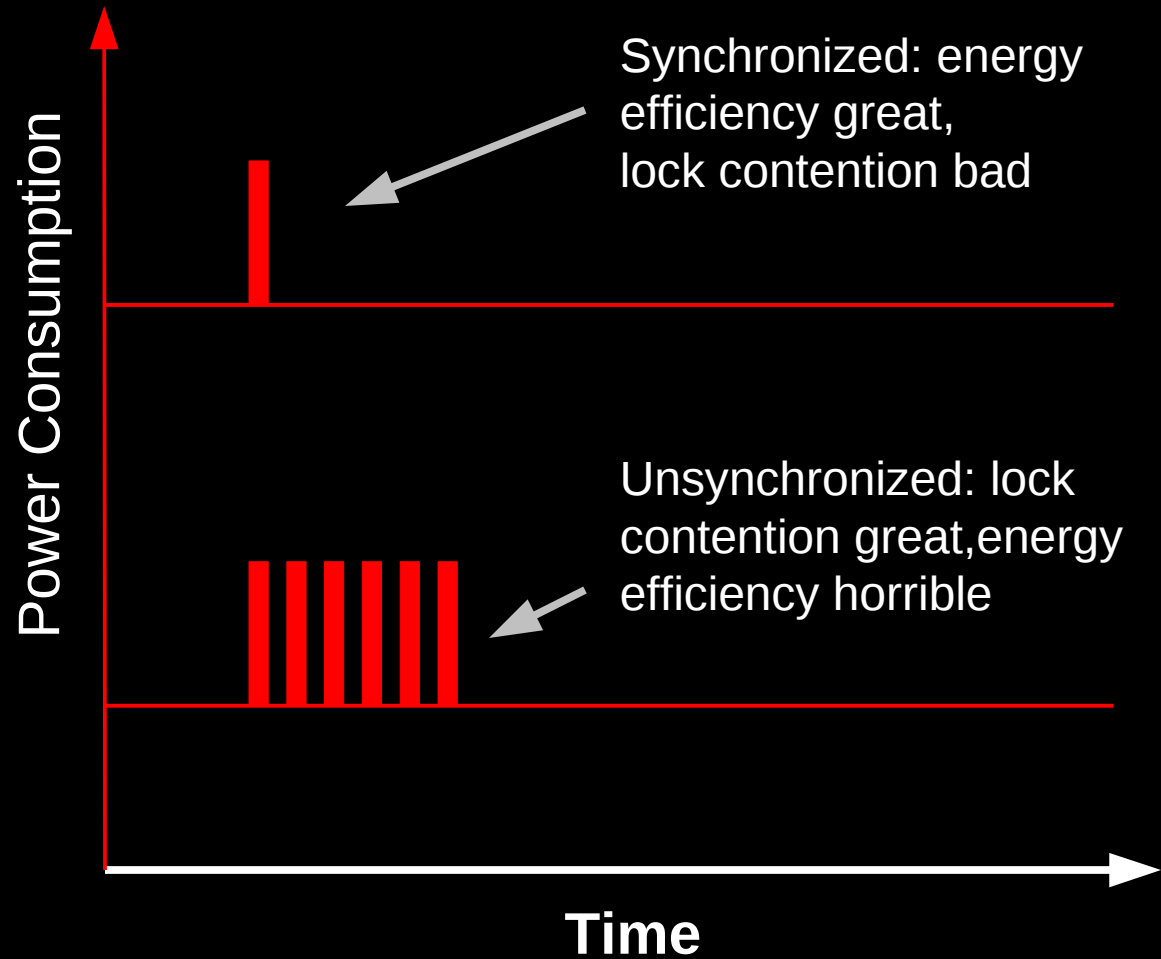 Power Consumption
Synchronized: energy
efficiency great,
lock contention bad
Unsynchronized: lock
contention great,energy
efficiency horrible
Time